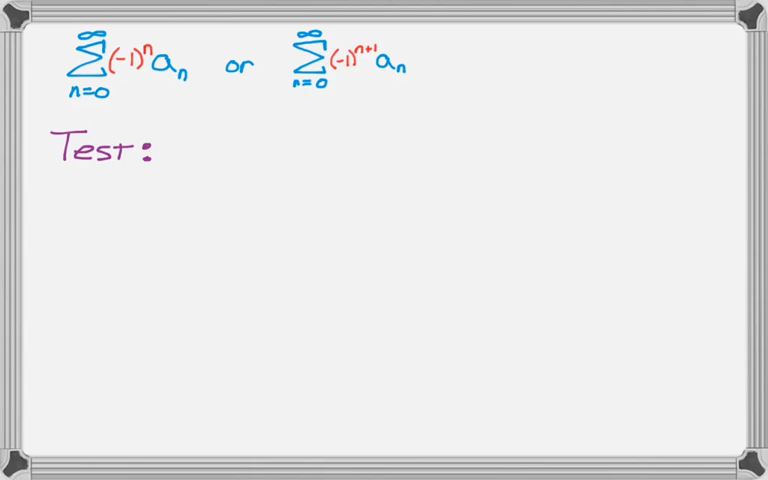 ∞ ∑ n=0 (-1)^n a_n or ∞ ∑ n=0 (-1)^{n+1} a_n
Test: